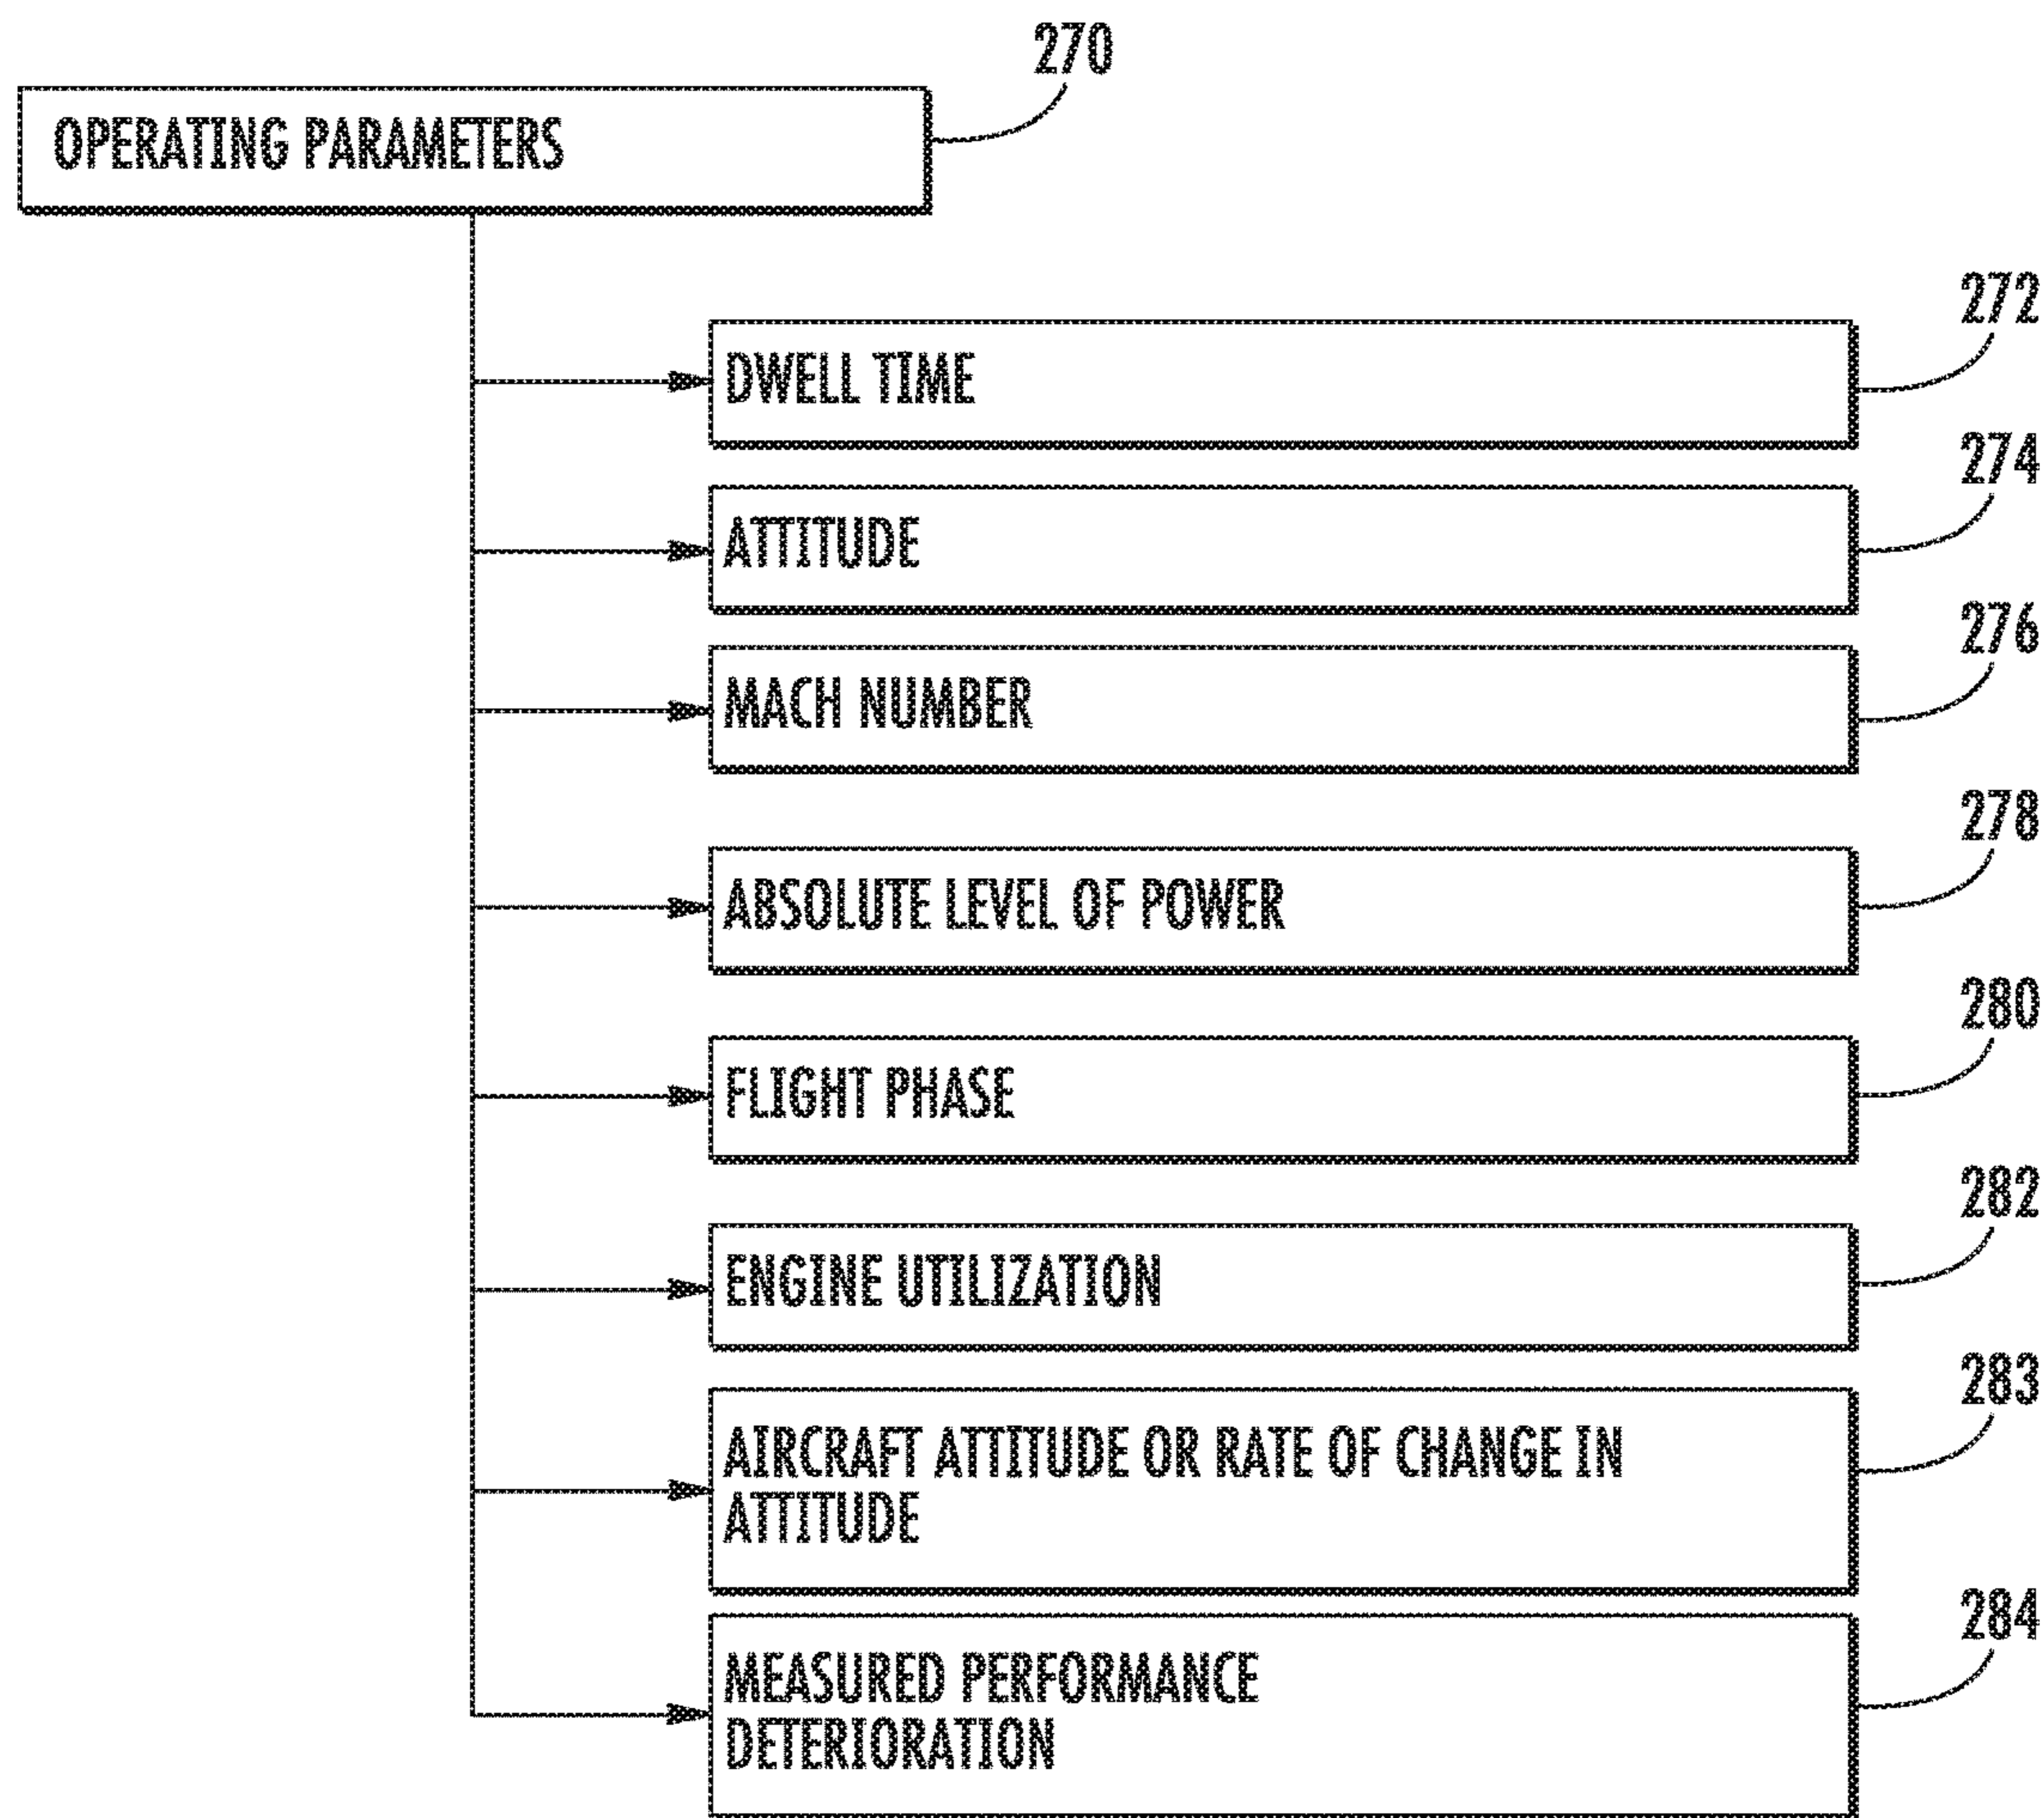 270
OPERATING PARAMETERS
272
DWELL TIME
274
ATTITUDE
276
MACH NUMBER
278
ABSOLUTE LEVEL OF POWER
280
FLIGHT PHASE
282
ENGINE UTILIZATION
283
AIRCRAFT ATTITUDE OR RATE OF CHANGE IN
ATTITUDE
284
MEASURED PERFORMANCE
DETERIORATION